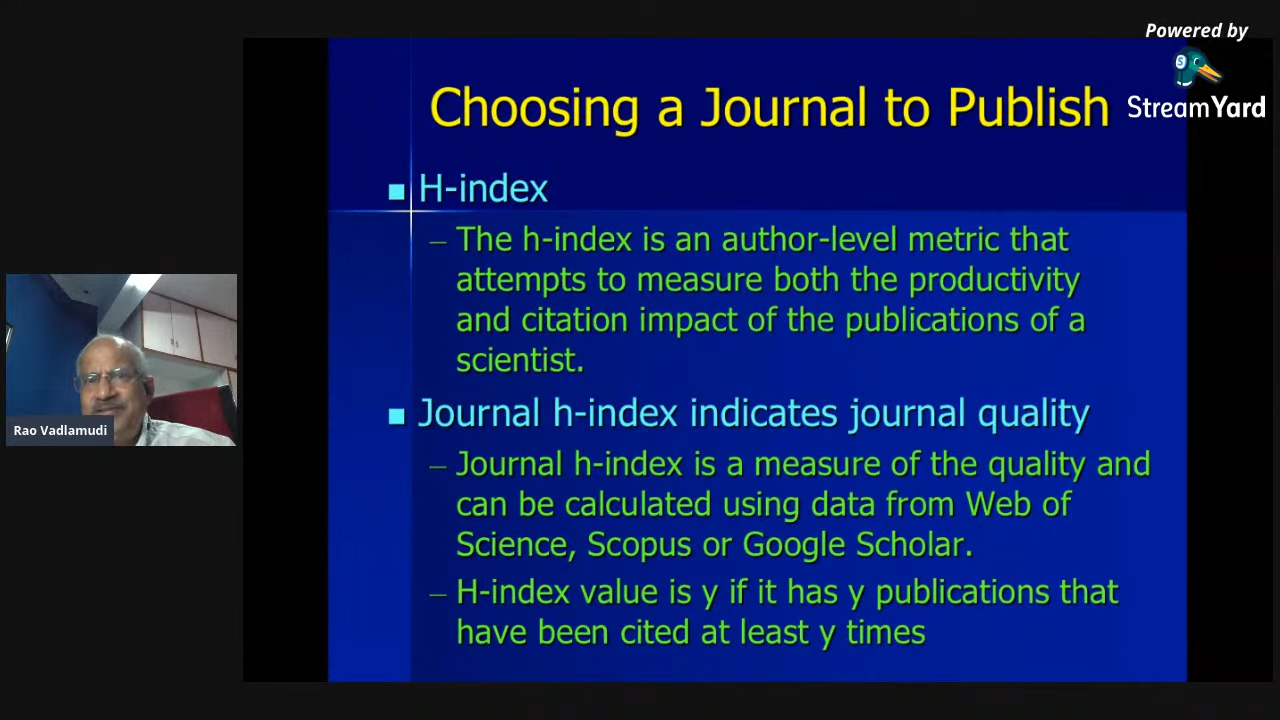 Powered by
StreamYard
Choosing a Journal to Publish
H-index
– The h-index is an author-level metric that
attempts to measure both the productivity
and citation impact of the publications of a
scientist.
Journal h-index indicates journal quality
– Journal h-index is a measure of the quality and
can be calculated using data from Web of
Science, Scopus or Google Scholar.
– H-index value is y if it has y publications that
have been cited at least y times
Rao Vadlamudi